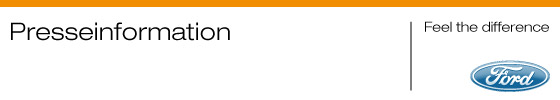 Presseinformation
Feel the difference
Ford